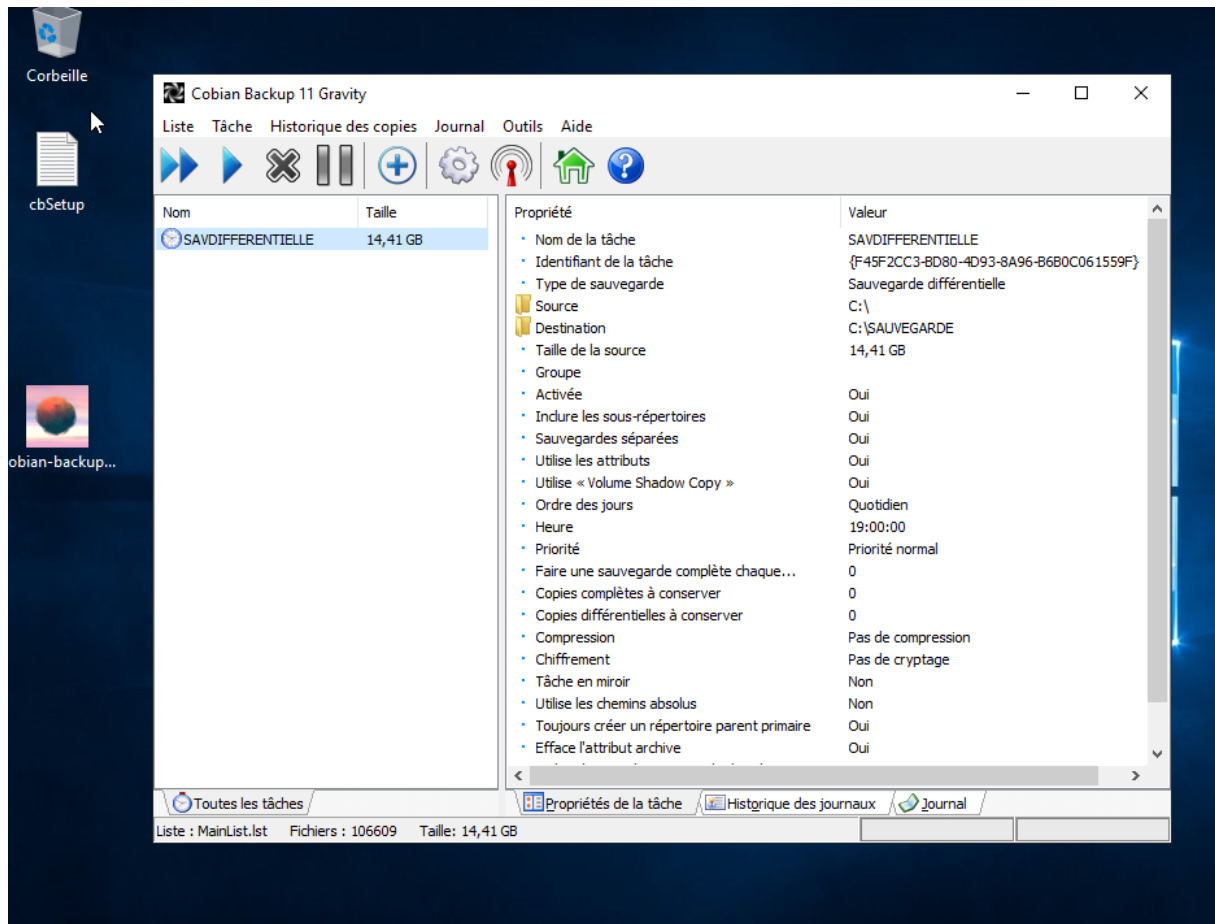 Corbeille
cbSetup
obian-backup...
Cobian Backup 11 Gravity
Liste Tâche Historique des copies Journal Outils Aide
Nom Taille
SAVDIFFERENTIELLE 14,41 GB
Propriété Valeur
Nom de la tâche SAVDIFFERENTIELLE
Identifiant de la tâche {F45F2CC3-BD80-4D93-8A96-B6B0C061559F}
Type de sauvegarde Sauvegarde différentielle
Source C:\
Destination C:\SAUVEGARDE
Taille de la source 14,41 GB
Groupe
Activée Oui
Indure les sous-répertoires Oui
Sauvegardes séparées Oui
Utilise les attributs Oui
Utilise « Volume Shadow Copy » Oui
Ordre des jours Quotidien
Heure 19:00:00
Priorité Priorité normal
Faire une sauvegarde complète chaque... 0
Copies complètes à conserver 0
Copies différentielles à conserver 0
Compression Pas de compression
Chiffrement Pas de cryptage
Tâche en miroir Non
Utilise les chemins absolus Non
Toujours créer un répertoire parent primaire Oui
Efface l'attribut archive Oui
Toutes les tâches
Propriétés de la tâche Historique des journaux Journal
Liste : MainList.lst Fichiers : 106609 Taille: 14,41 GB